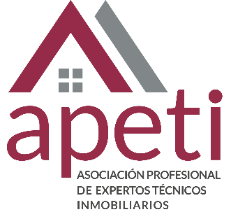 apeti
ASOCIACIÓN PROFESIONAL
DE EXPERTOS TÉCNICOS
INMOBILIARIOS